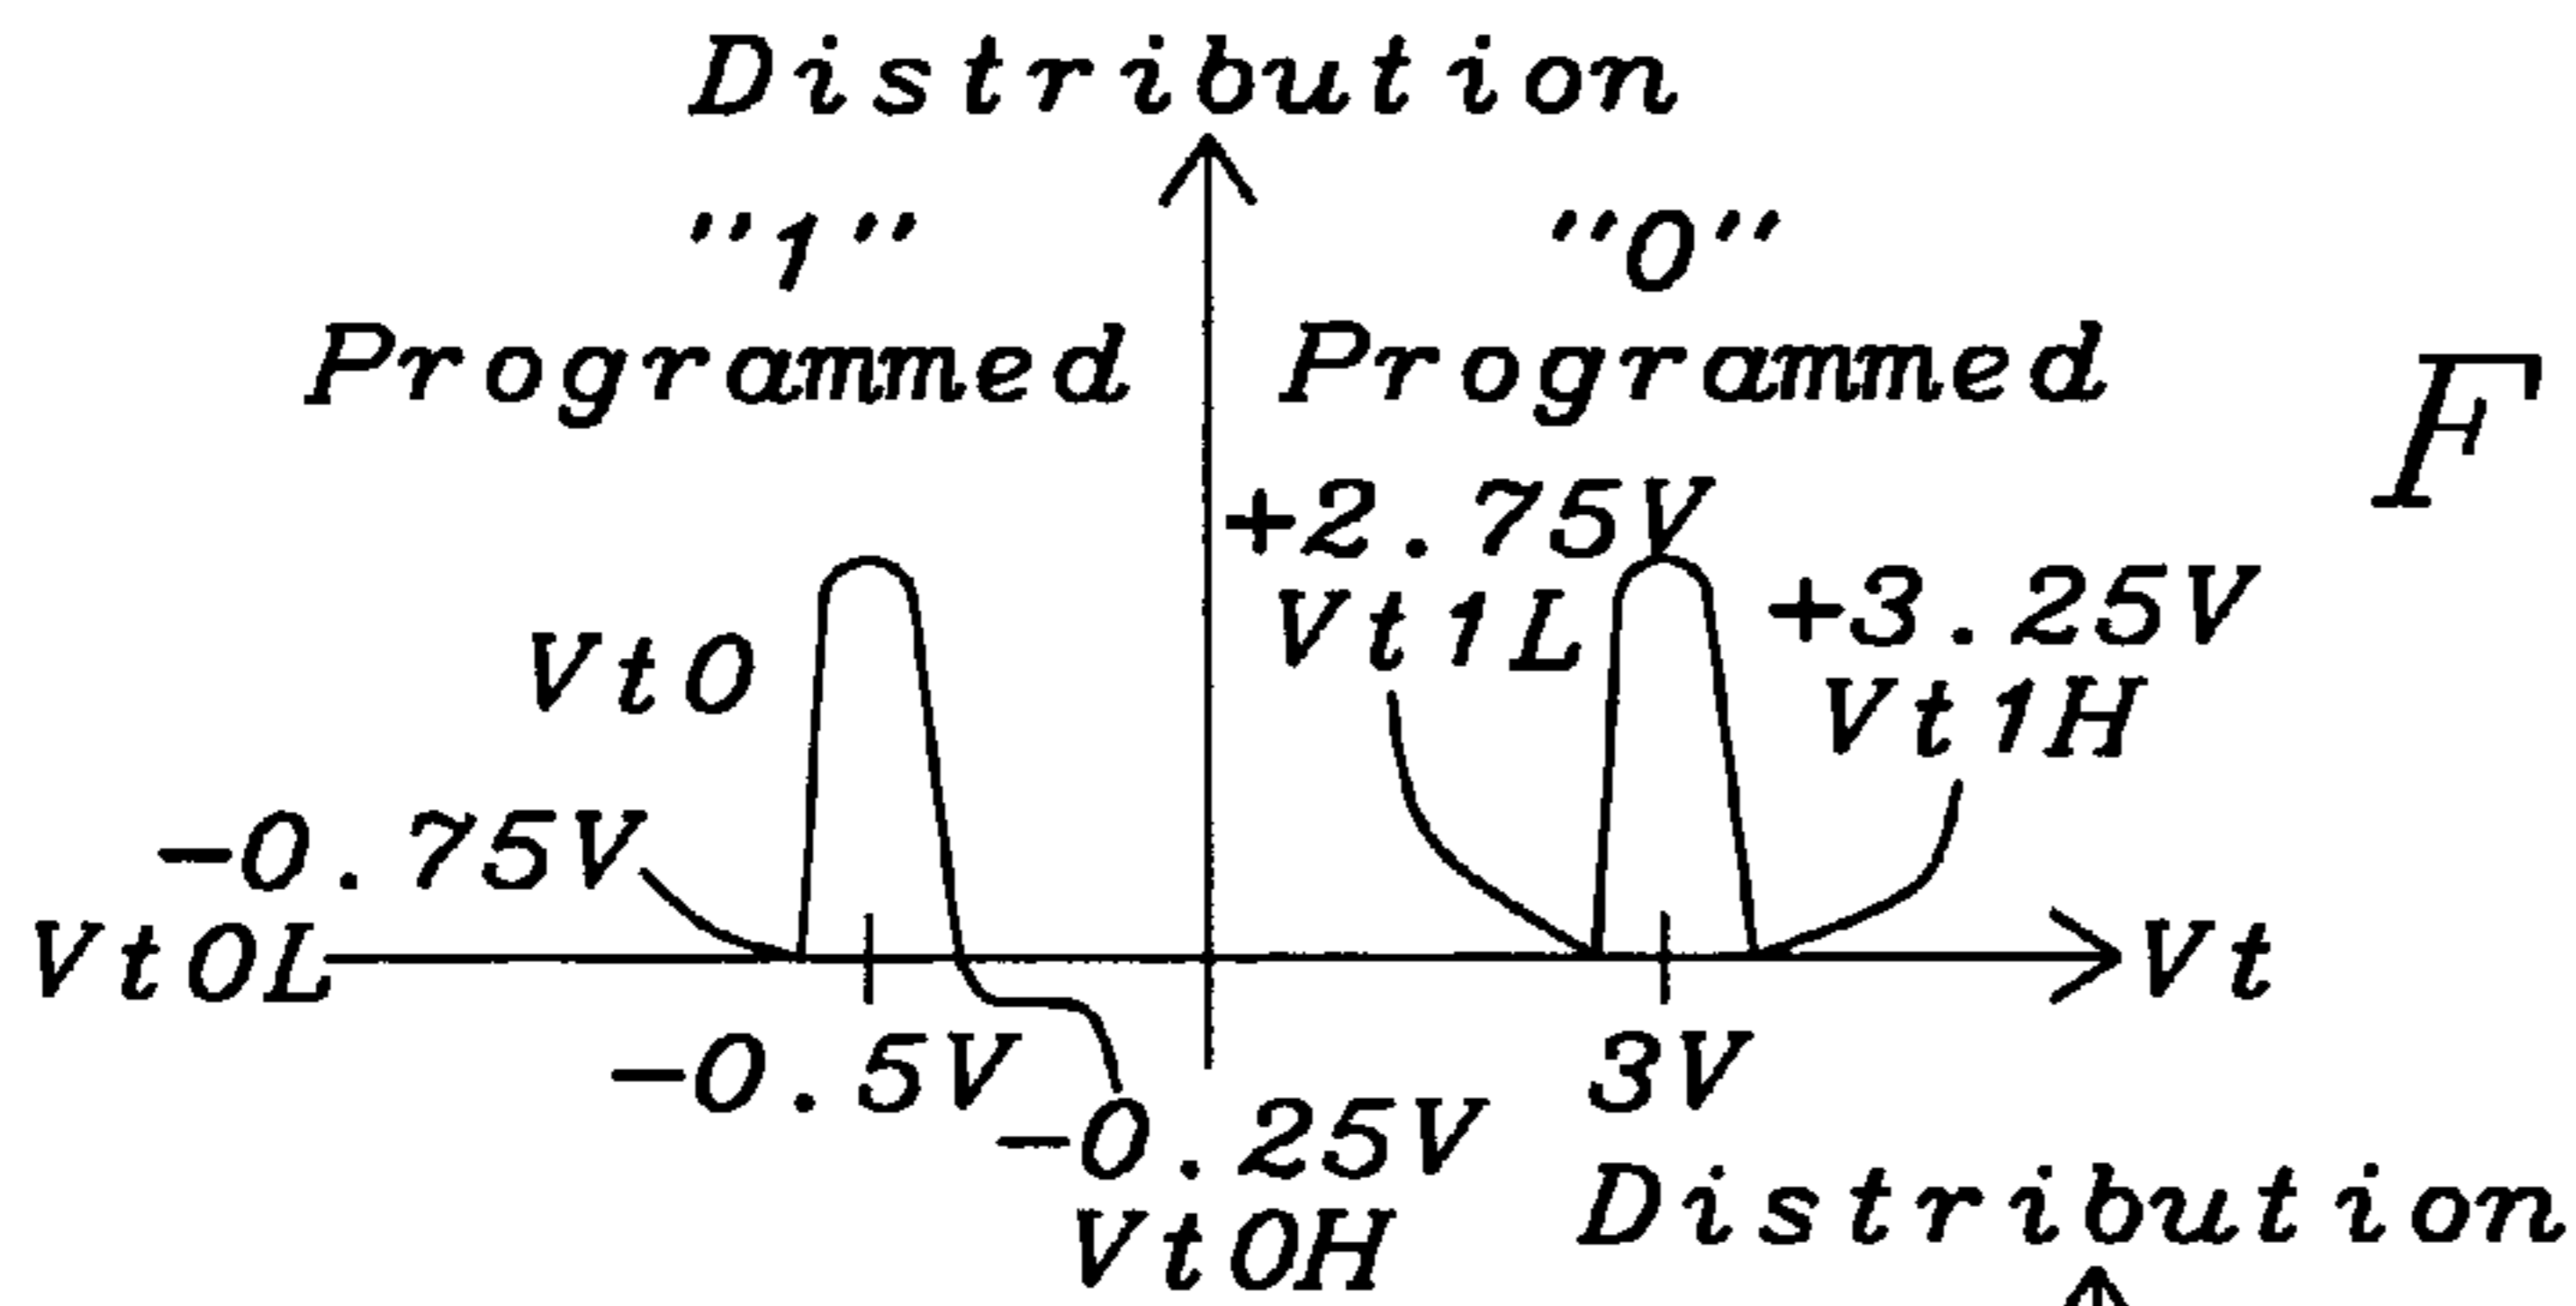 Distribution
"1" "0"
Programmed Programmed
F
+2.75V
Vt1L
+3.25V
Vt1H
Vt0
-0.75V
Vt0L
Vt
-0.5V
3V
-0.25V
Vt0H
Distribution